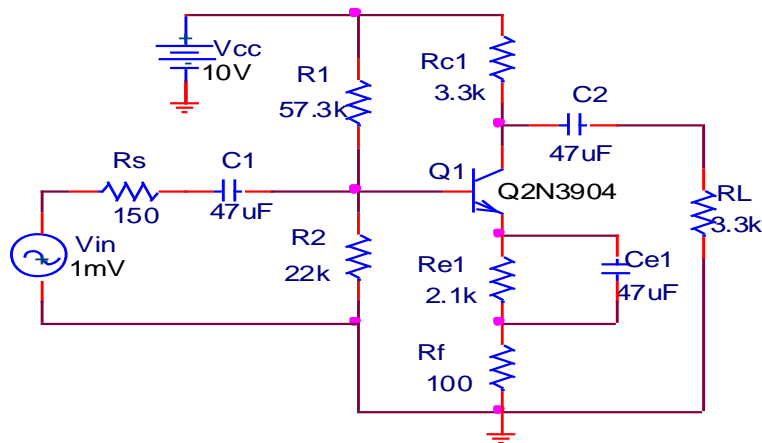 Vcc
10V
R1
57.3k
Rc1
3.3k
C2
47uF
Rs
150
C1
47uF
Q1
Q2N3904
RL
3.3k
Vin
1mV
R2
22k
Re1
2.1k
Ce1
47uF
Rf
100